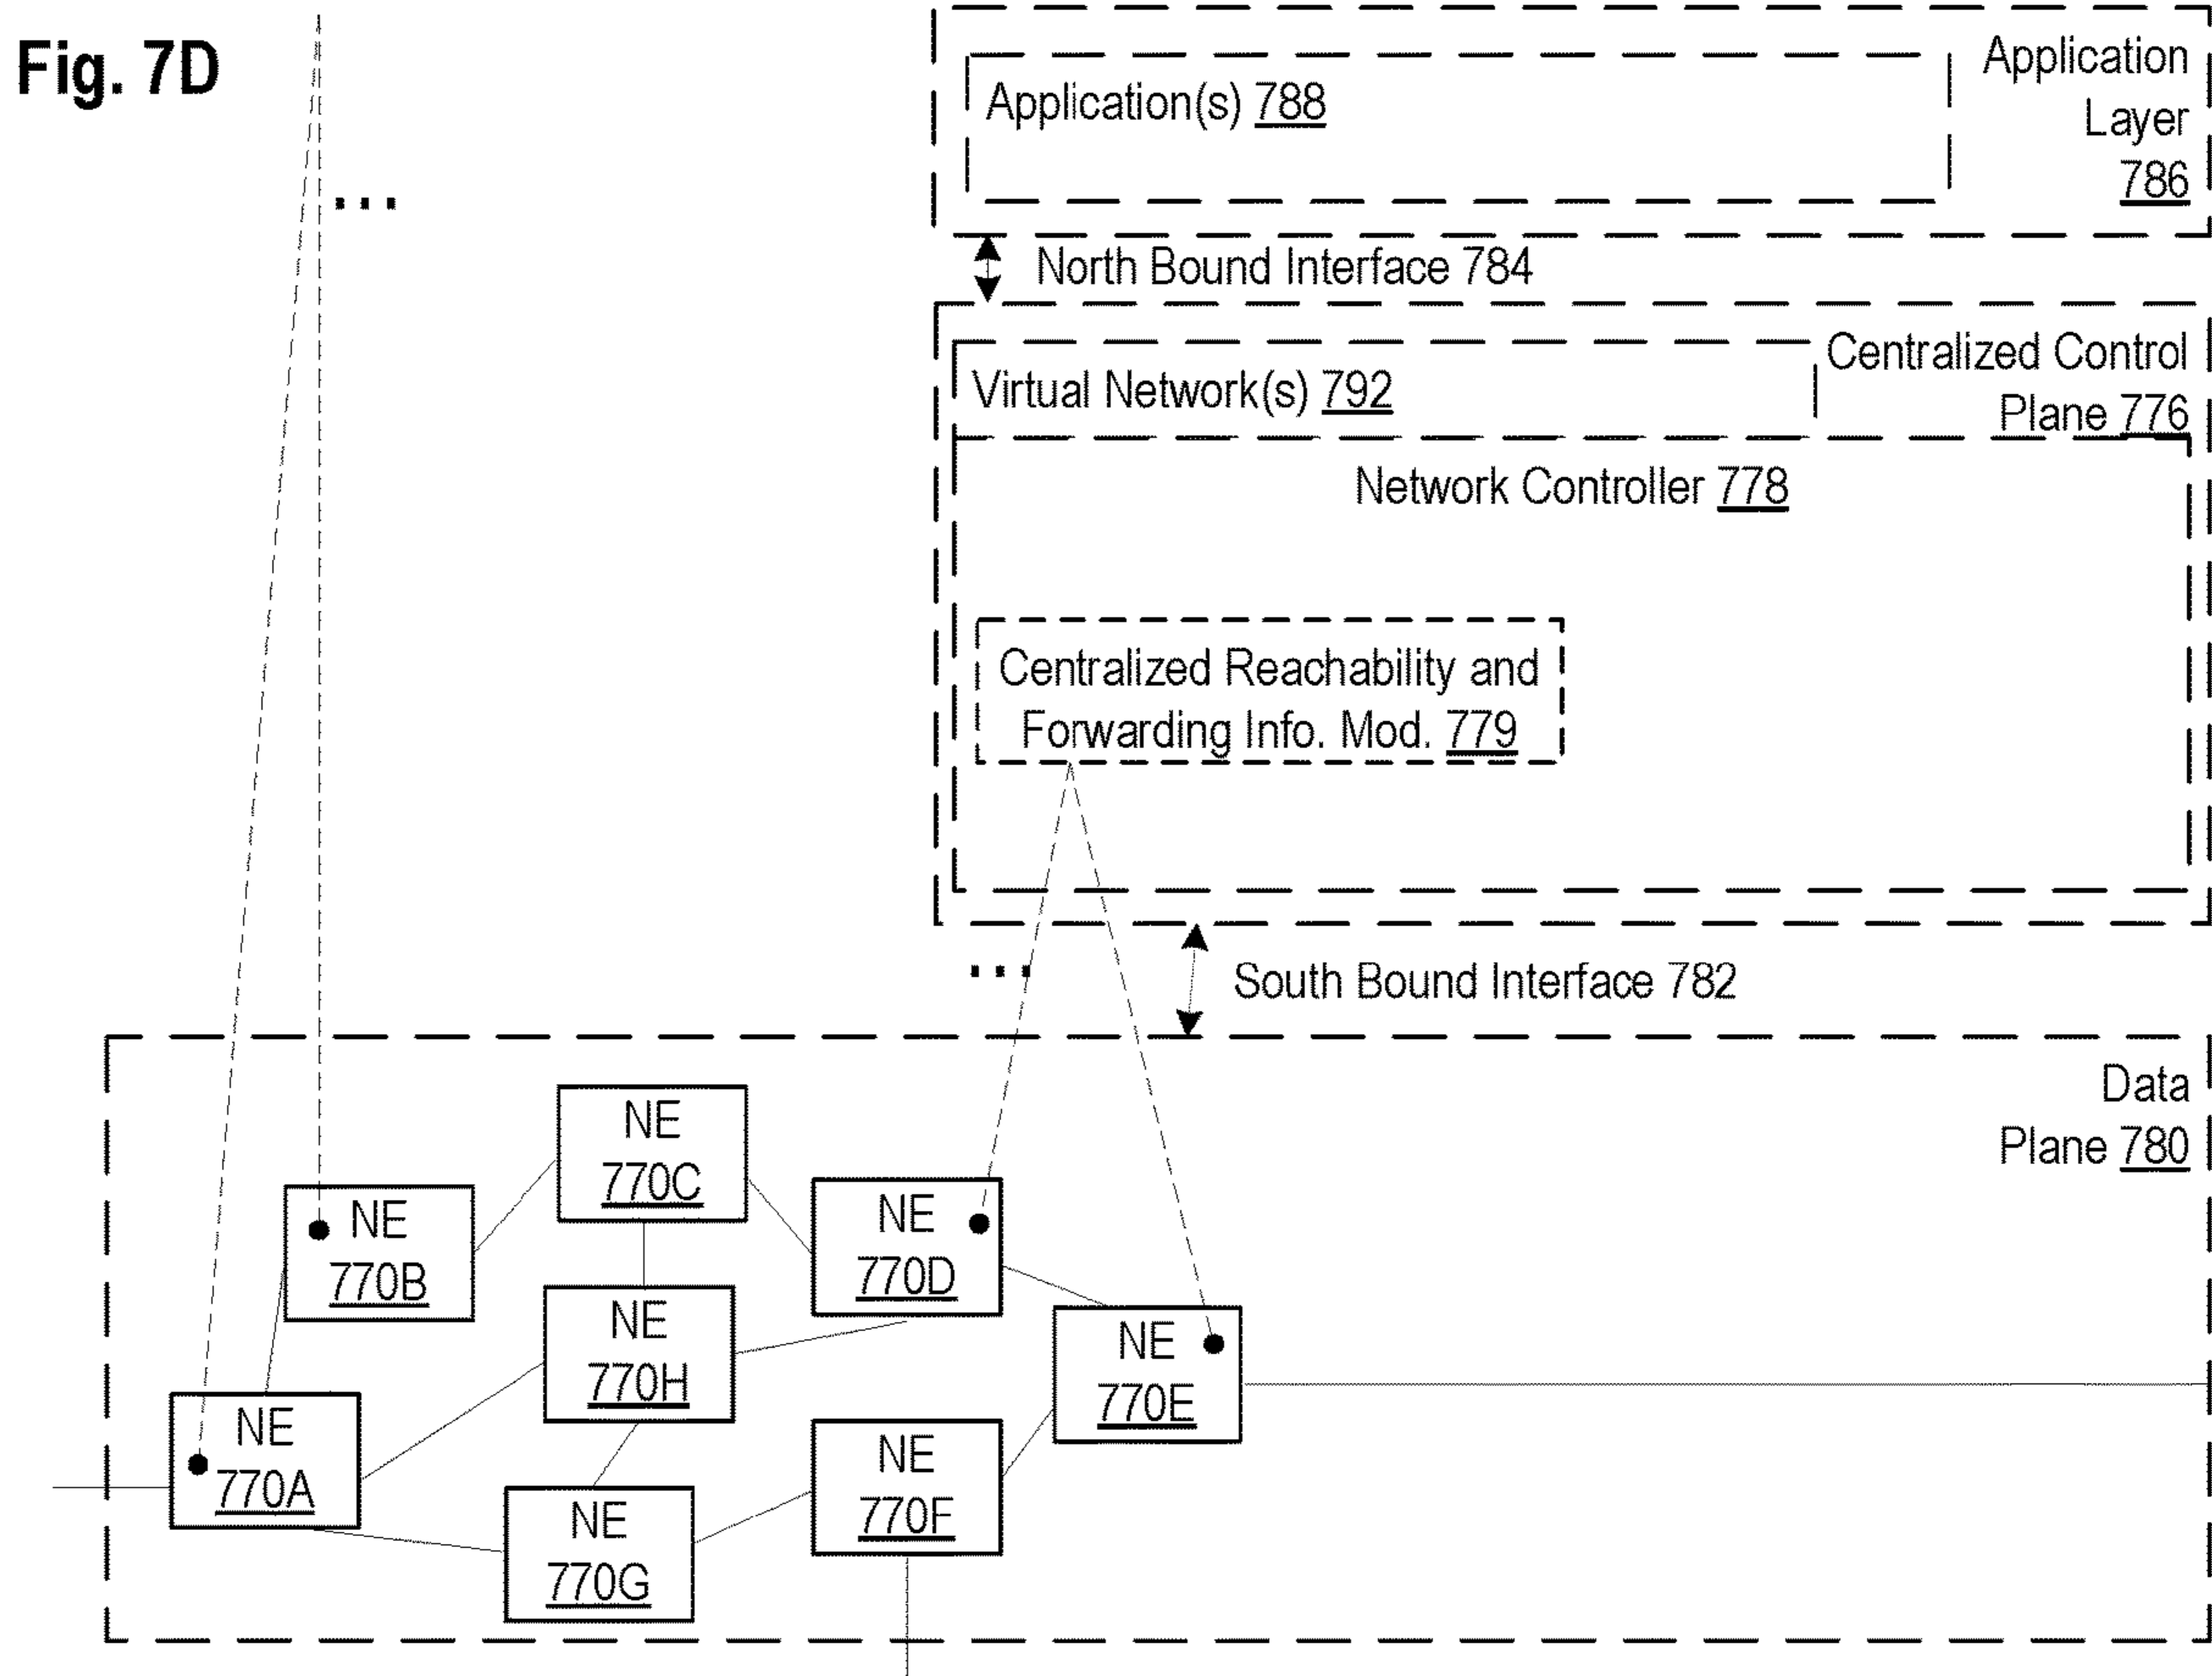 Fig. 7D
Application(s) 788
Application
Layer
786
North Bound Interface 784
Virtual Network(s) 792
Centralized Control
Plane 776
Network Controller 778
Centralized Reachability and
Forwarding Info. Mod. 779
South Bound Interface 782
Data
Plane 780
NE
770C
NE
770B
NE
770D
NE
770H
NE
770E
NE
770A
NE
770F
NE
770G